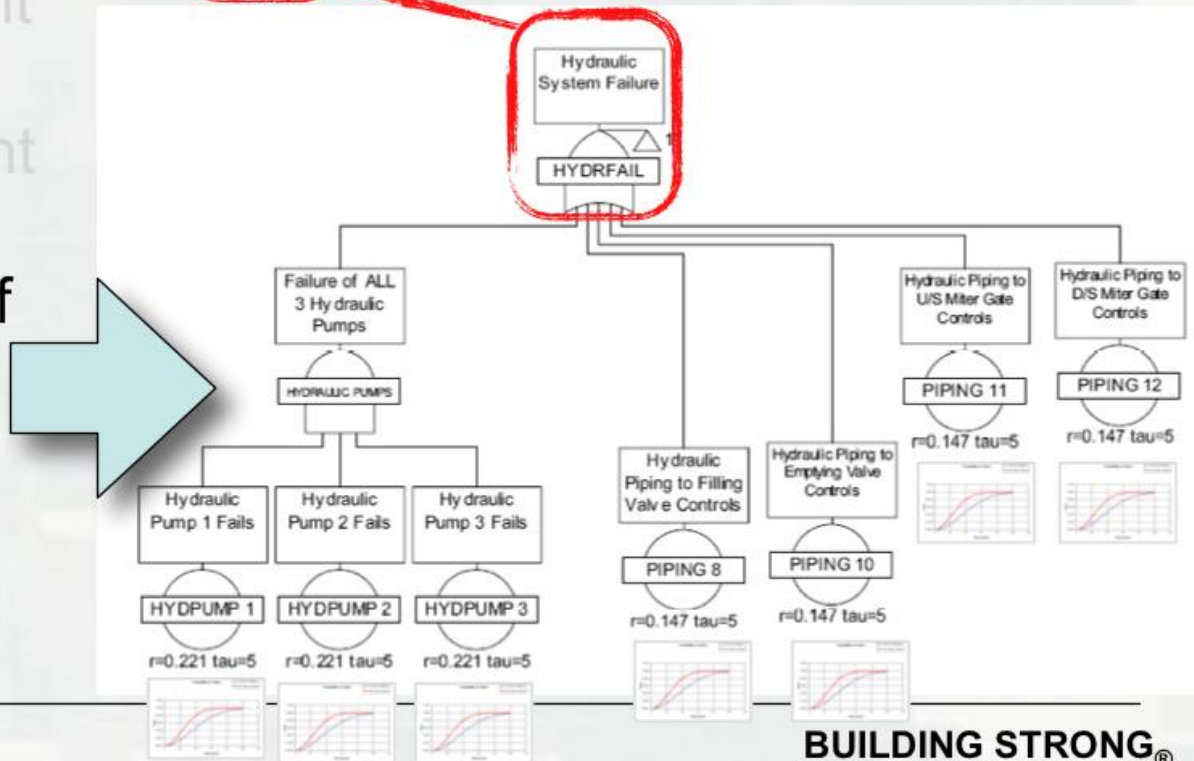 nt
f
Hydraulic
System Failure
1
HYDRFAIL
Failure of ALL
3 Hydraulic
Pumps
HYDRAULIC PUMPS
Hydraulic
Pump 1 Fails
HYDPUMP 1
r=0.221 tau=5
Hydraulic
Pump 2 Fails
HYDPUMP 2
r=0.221 tau=5
Hydraulic
Pump 3 Fails
HYDPUMP 3
r=0.221 tau=5
Hydraulic
Piping to Filling
Valve Controls
PIPING 8
r=0.147 tau=5
Hydraulic Piping to
Emptying Valve
Controls
PIPING 10
r=0.147 tau=5
Hydraulic Piping to
U/S Miter Gate
Controls
PIPING 11
r=0.147 tau=5
Hydraulic Piping to
D/S Miter Gate
Controls
PIPING 12
r=0.147 tau=5
BUILDING STRONG®